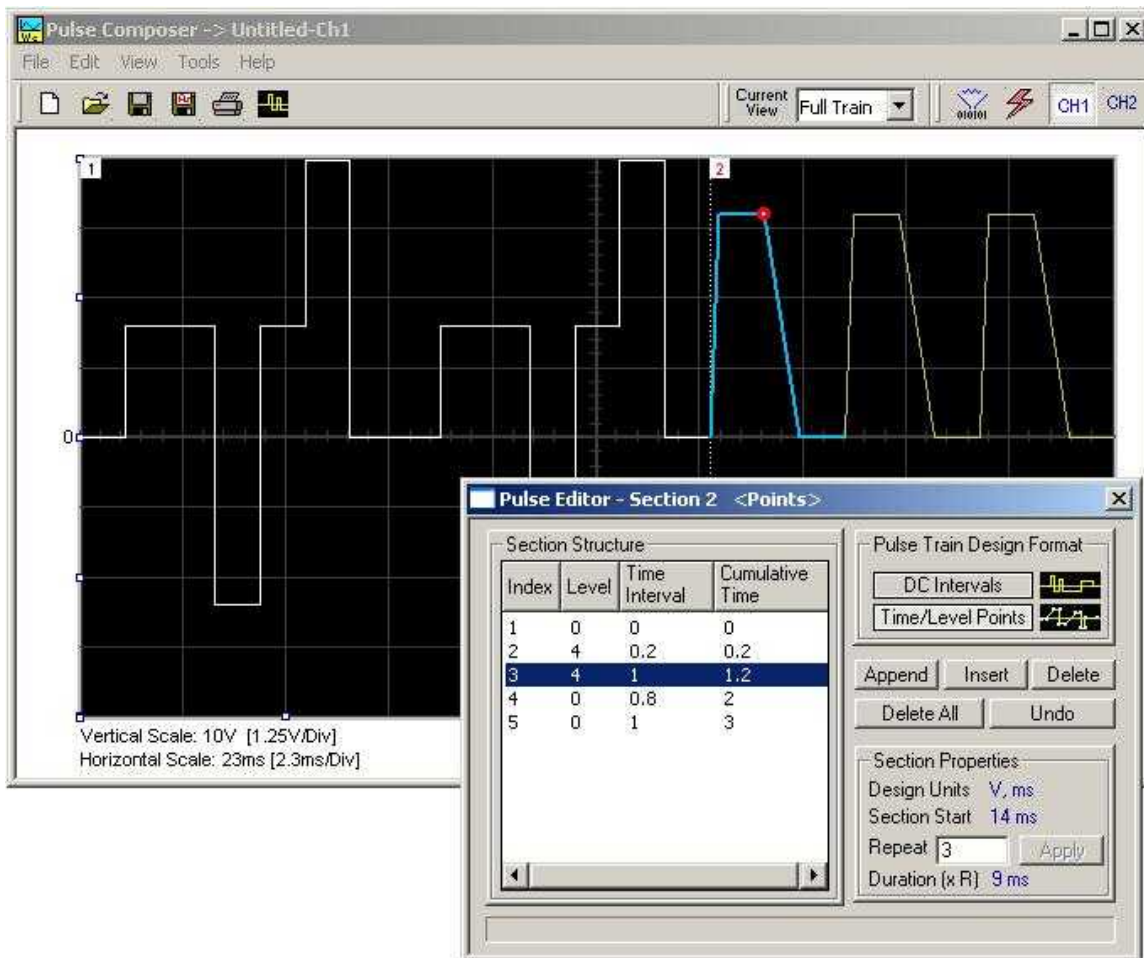 Pulse Composer -> Untitled-Ch1
File Edit View Tools Help
Current View Full Train
010101
CH1 CH2
1
2
0
Vertical Scale: 10V [1.25V/Div]
Horizontal Scale: 23ms [2.3ms/Div]
Pulse Editor - Section 2 <Points>
Section Structure
Index Level Time Interval Cumulative Time
1 0 0 0
2 4 0.2 0.2
3 4 1 1.2
4 0 0.8 2
5 0 1 3
Pulse Train Design Format
DC Intervals
Time/Level Points
Append Insert Delete
Delete All Undo
Section Properties
Design Units V, ms
Section Start 14 ms
Repeat 3 Apply
Duration (x R) 9 ms